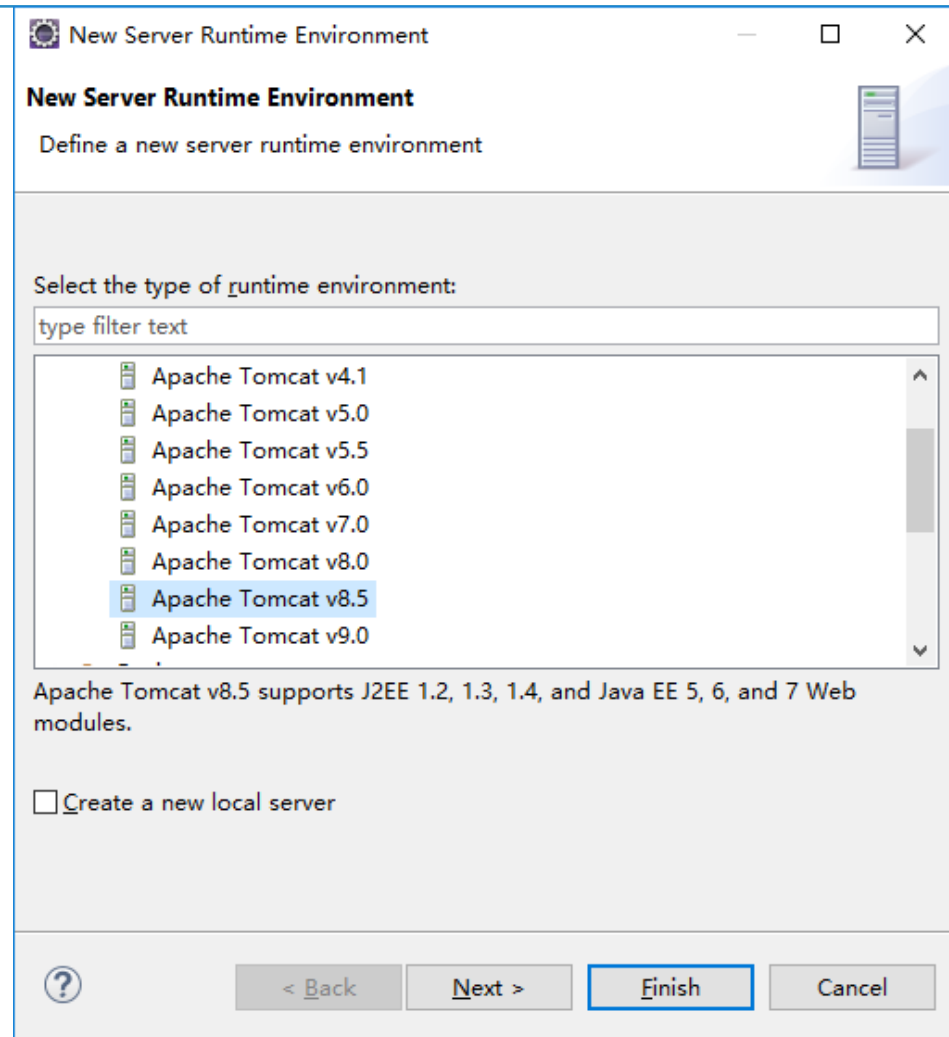 New Server Runtime Environment
New Server Runtime Environment
Define a new server runtime environment
Select the type of runtime environment:
type filter text
Apache Tomcat v4.1
Apache Tomcat v5.0
Apache Tomcat v5.5
Apache Tomcat v6.0
Apache Tomcat v7.0
Apache Tomcat v8.0
Apache Tomcat v8.5
Apache Tomcat v9.0
Apache Tomcat v8.5 supports J2EE 1.2, 1.3, 1.4, and Java EE 5, 6, and 7 Web
modules.
Create a new local server
? < Back Next > Finish Cancel